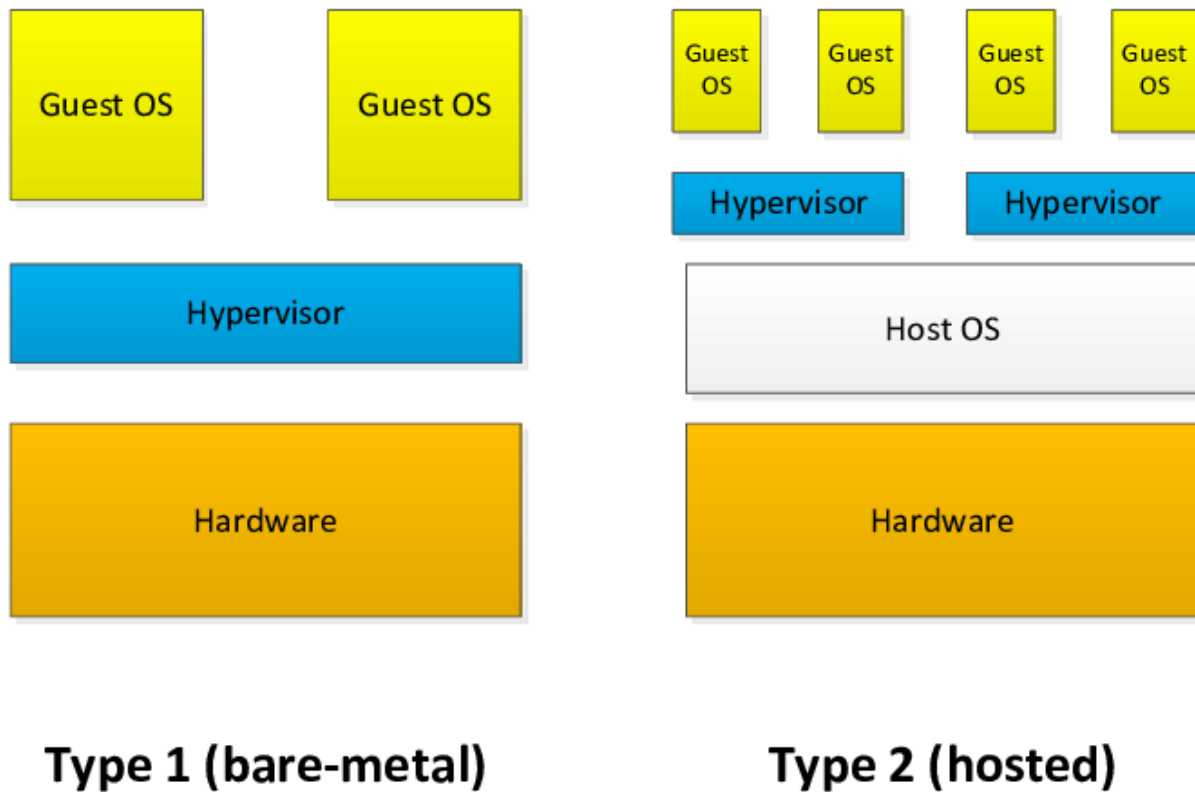 Guest OS
Guest OS
Hypervisor
Hardware
Type 1 (bare-metal)
Guest
OS
Guest
OS
Guest
OS
Guest
OS
Hypervisor
Hypervisor
Host OS
Hardware
Type 2 (hosted)